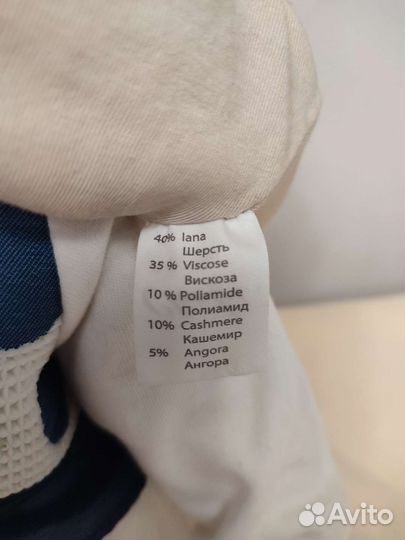 40% lana
Шерсть
35% Viscose
Вискоза
10% Poliamide
Полиамид
10% Cashmere
Кашемир
5% Angora
Ангора
Avito